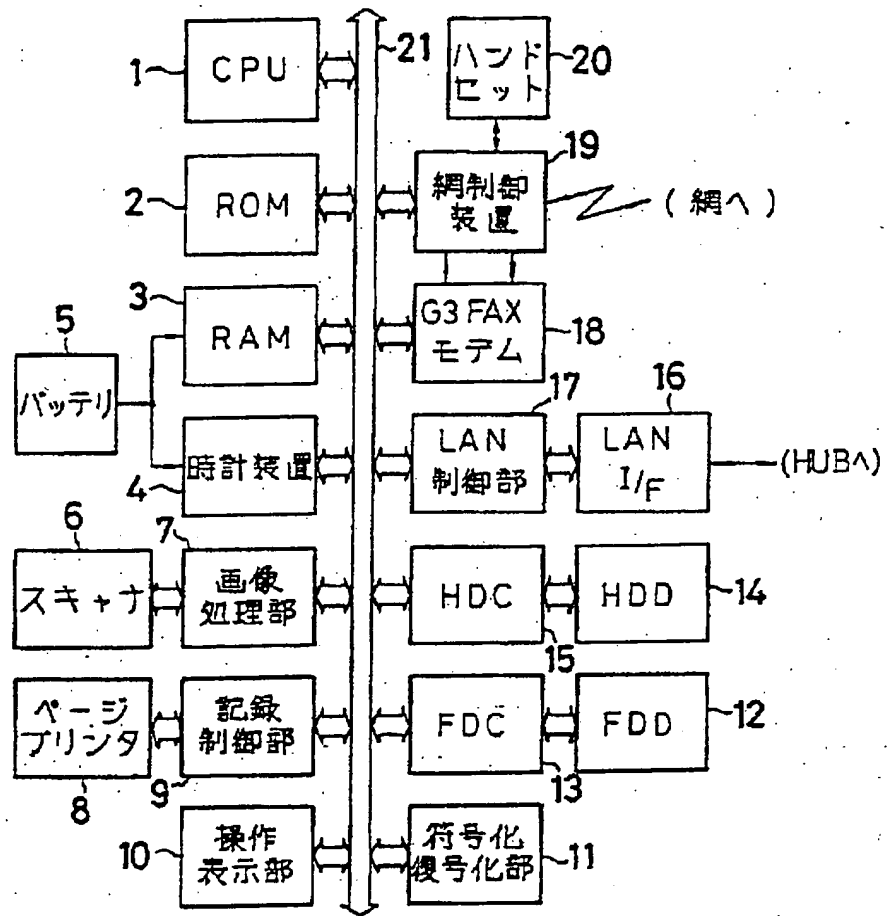 21
1
CPU
ハンド
セット
20
19
2
ROM
網制御
装置
(網へ)
3
RAM
G3 FAX
モデム
18
5
バッテリ
4
時計装置
17
LAN
制御部
16
LAN
I/F
(HUBへ)
6
スキャナ
7
画像
処理部
HDC
15
HDD
14
ページ
プリンタ
8
記録
制御部
9
FDC
13
FDD
12
10
操作
表示部
符号化
復号化部
11